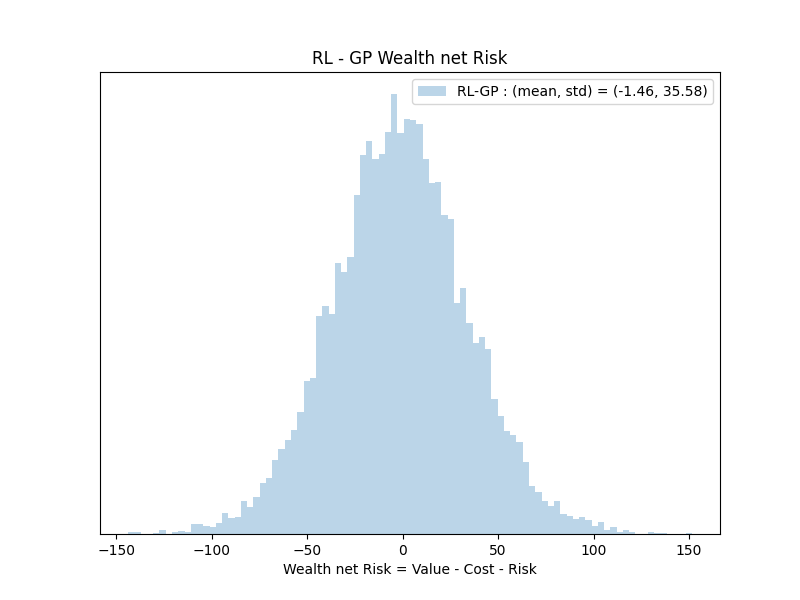 RL - GP Wealth net Risk
RL-GP : (mean, std) = (-1.46, 35.58)
−150 −100 −50 0 50 100 150
Wealth net Risk = Value - Cost - Risk